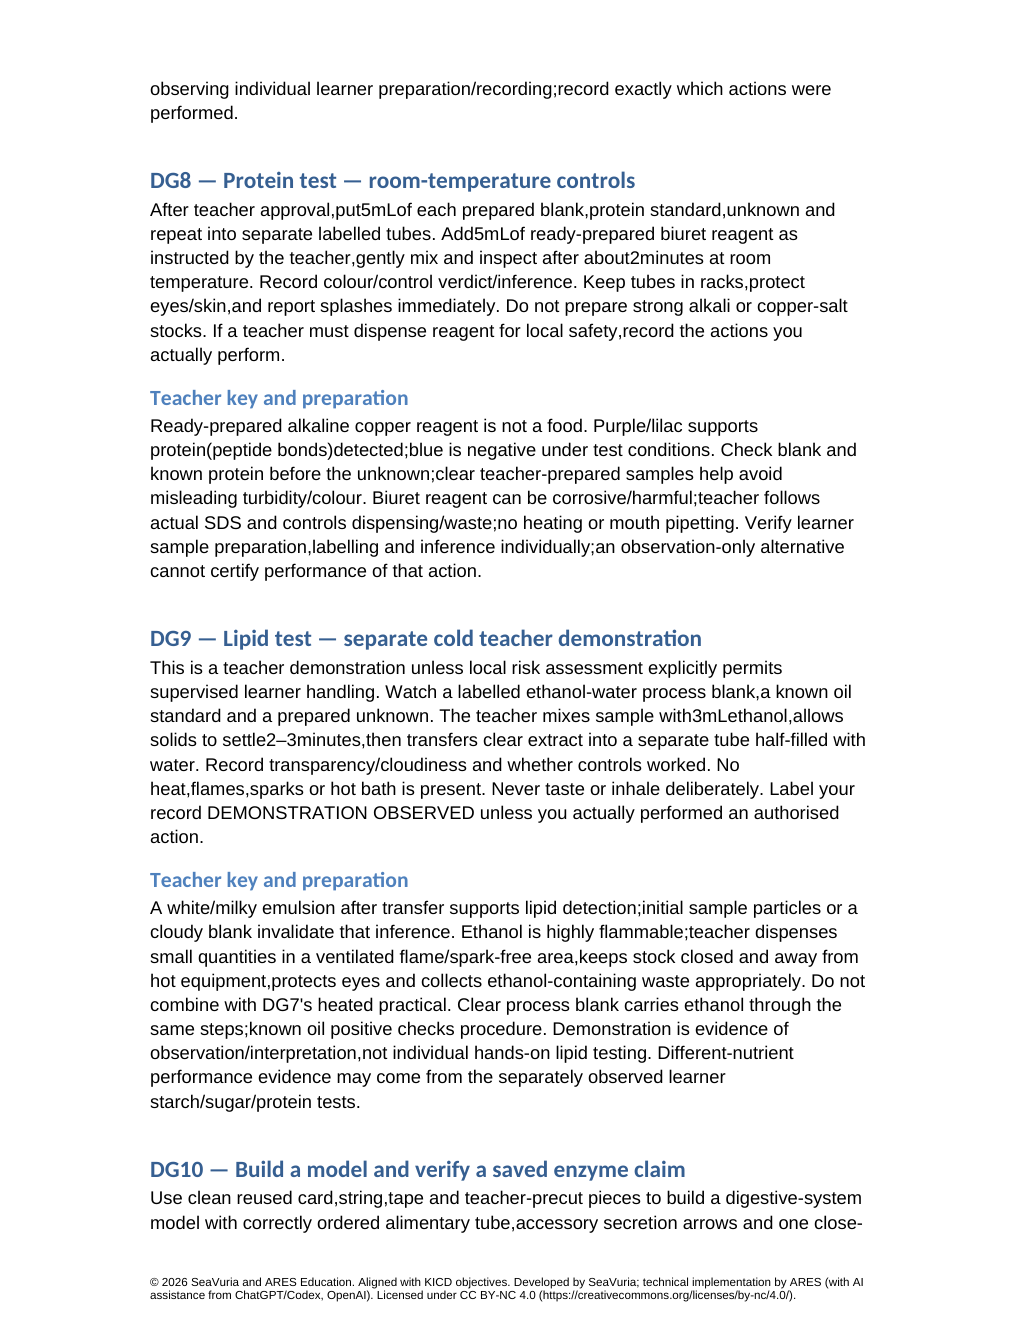 observing individual learner preparation/recording;record exactly which actions were
performed.
DG8 — Protein test — room-temperature controls
After teacher approval,put5mLof each prepared blank,protein standard,unknown and
repeat into separate labelled tubes. Add5mLof ready-prepared biuret reagent as
instructed by the teacher,gently mix and inspect after about2minutes at room
temperature. Record colour/control verdict/inference. Keep tubes in racks,protect
eyes/skin,and report splashes immediately. Do not prepare strong alkali or copper-salt
stocks. If a teacher must dispense reagent for local safety,record the actions you
actually perform.
Teacher key and preparation
Ready-prepared alkaline copper reagent is not a food. Purple/lilac supports
protein(peptide bonds)detected;blue is negative under test conditions. Check blank and
known protein before the unknown;clear teacher-prepared samples help avoid
misleading turbidity/colour. Biuret reagent can be corrosive/harmful;teacher follows
actual SDS and controls dispensing/waste;no heating or mouth pipetting. Verify learner
sample preparation,labelling and inference individually;an observation-only alternative
cannot certify performance of that action.
DG9 — Lipid test — separate cold teacher demonstration
This is a teacher demonstration unless local risk assessment explicitly permits
supervised learner handling. Watch a labelled ethanol-water process blank,a known oil
standard and a prepared unknown. The teacher mixes sample with3mLethanol,allows
solids to settle2–3minutes,then transfers clear extract into a separate tube half-filled with
water. Record transparency/cloudiness and whether controls worked. No
heat,flames,sparks or hot bath is present. Never taste or inhale deliberately. Label your
record DEMONSTRATION OBSERVED unless you actually performed an authorised
action.
Teacher key and preparation
A white/milky emulsion after transfer supports lipid detection;initial sample particles or a
cloudy blank invalidate that inference. Ethanol is highly flammable;teacher dispenses
small quantities in a ventilated flame/spark-free area,keeps stock closed and away from
hot equipment,protects eyes and collects ethanol-containing waste appropriately. Do not
combine with DG7's heated practical. Clear process blank carries ethanol through the
same steps;known oil positive checks procedure. Demonstration is evidence of
observation/interpretation,not individual hands-on lipid testing. Different-nutrient
performance evidence may come from the separately observed learner
starch/sugar/protein tests.
DG10 — Build a model and verify a saved enzyme claim
Use clean reused card,string,tape and teacher-precut pieces to build a digestive-system
model with correctly ordered alimentary tube,accessory secretion arrows and one close-
© 2026 SeaVuria and ARES Education. Aligned with KICD objectives. Developed by SeaVuria; technical implementation by ARES (with AI
assistance from ChatGPT/Codex, OpenAI). Licensed under CC BY-NC 4.0 (https://creativecommons.org/licenses/by-nc/4.0/).